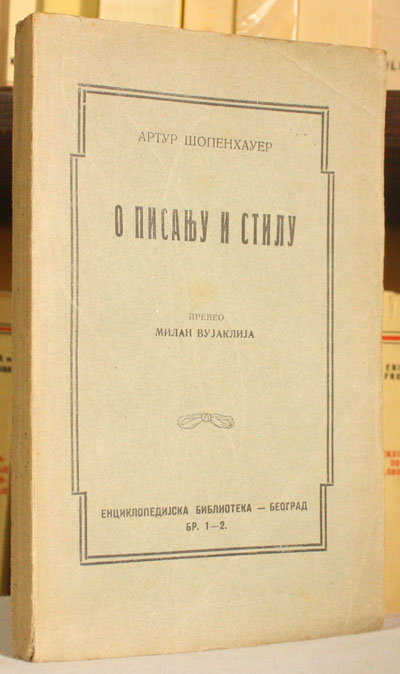 АРТУР ШОПЕНХАУЕР
О ПИСАЊУ И СТИЛУ
ПРЕВЕО
МИЛАН ВУЈАКЛИЈА
ЕНЦИКЛОПЕДИЈСКА БИБЛИОТЕКА — БЕОГРАД
БР. 1—2.